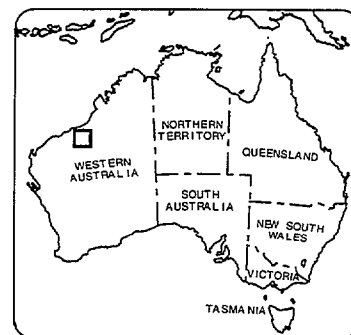 NORTHERN
TERRITORY
QUEENSLAND
WESTERN
AUSTRALIA
SOUTH
AUSTRALIA
NEW SOUTH
WALES
VICTORIA
TASMANIA